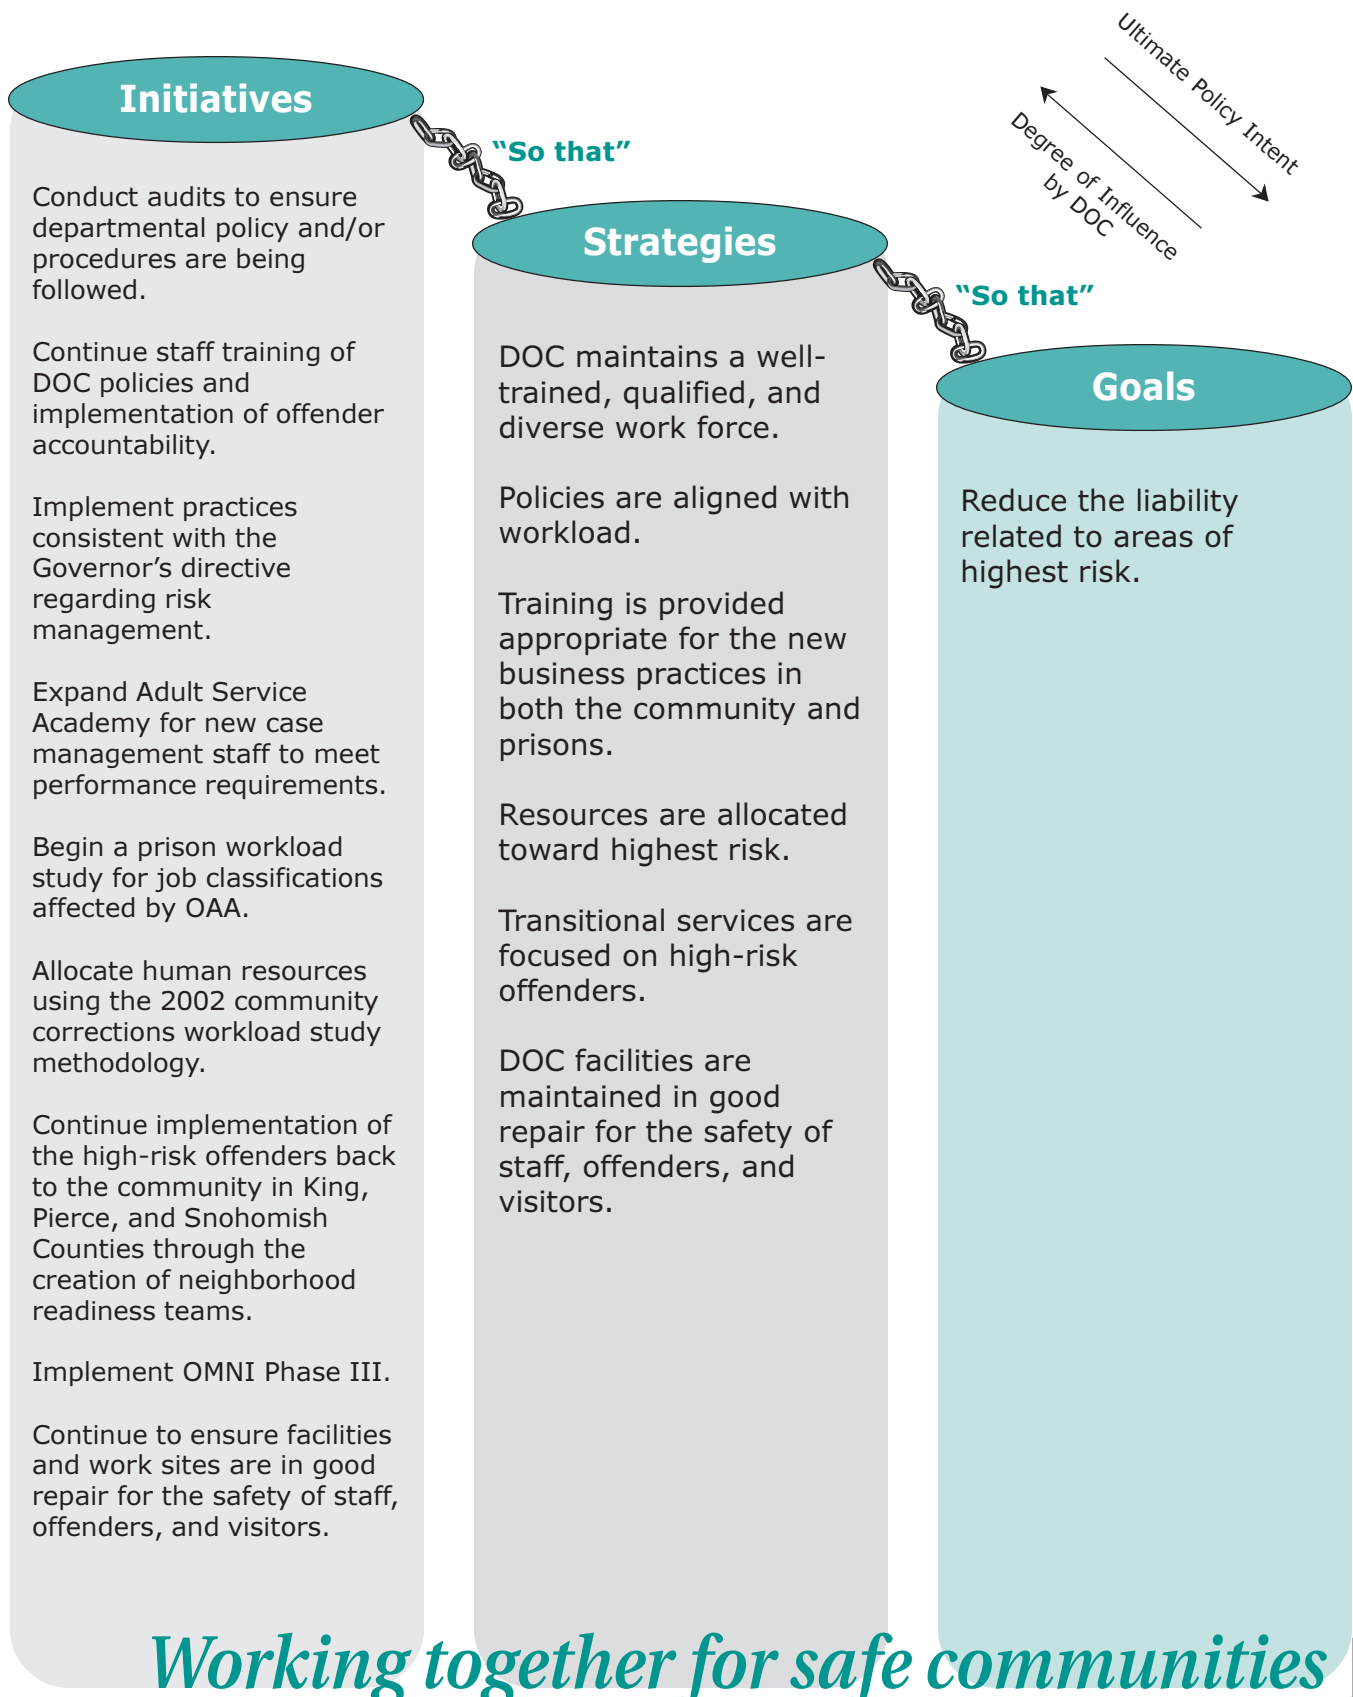 Ultimate Policy Intent
Degree of Influence
by DOC
Initiatives
"So that"
Conduct audits to ensure
departmental policy and/or
procedures are being
followed.
Continue staff training of
DOC policies and
implementation of offender
accountability.
Implement practices
consistent with the
Governor’s directive
regarding risk
management.
Expand Adult Service
Academy for new case
management staff to meet
performance requirements.
Begin a prison workload
study for job classifications
affected by OAA.
Allocate human resources
using the 2002 community
corrections workload study
methodology.
Continue implementation of
the high-risk offenders back
to the community in King,
Pierce, and Snohomish
Counties through the
creation of neighborhood
readiness teams.
Implement OMNI Phase III.
Continue to ensure facilities
and work sites are in good
repair for the safety of staff,
offenders, and visitors.
Strategies
"So that"
DOC maintains a well-
trained, qualified, and
diverse work force.
Policies are aligned with
workload.
Training is provided
appropriate for the new
business practices in
both the community and
prisons.
Resources are allocated
toward highest risk.
Transitional services are
focused on high-risk
offenders.
DOC facilities are
maintained in good
repair for the safety of
staff, offenders, and
visitors.
Goals
Reduce the liability
related to areas of
highest risk.
Working together for safe communities